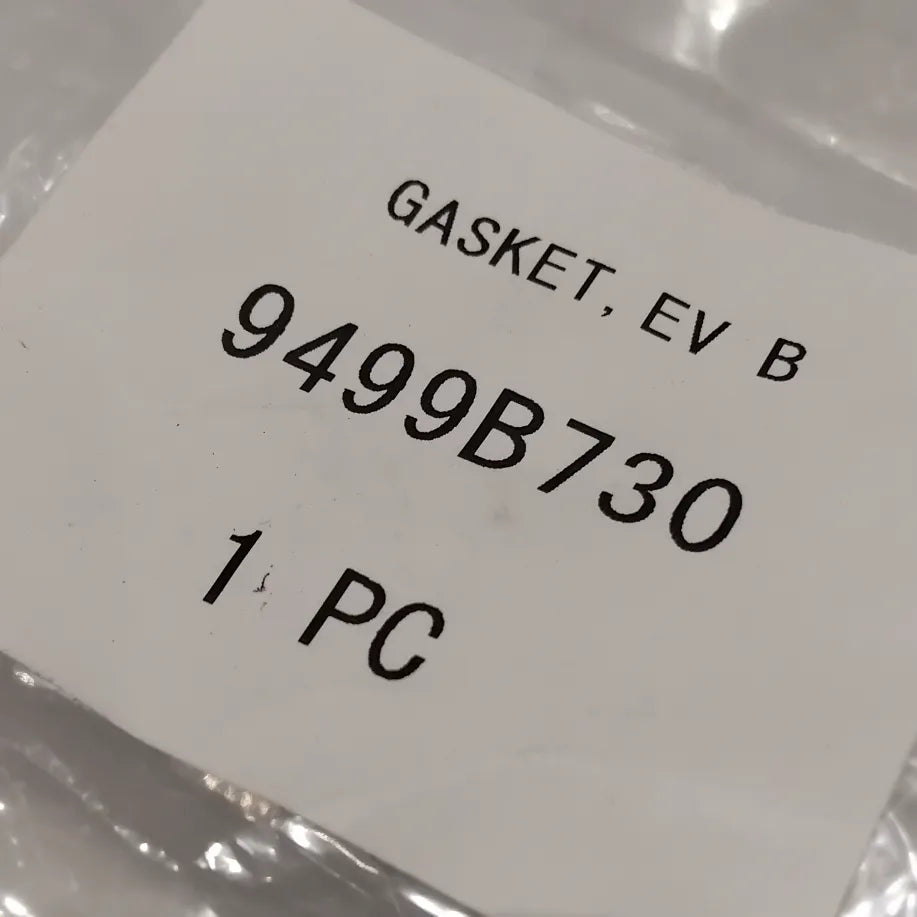 GASKET, EV B
9499B730
1 PC